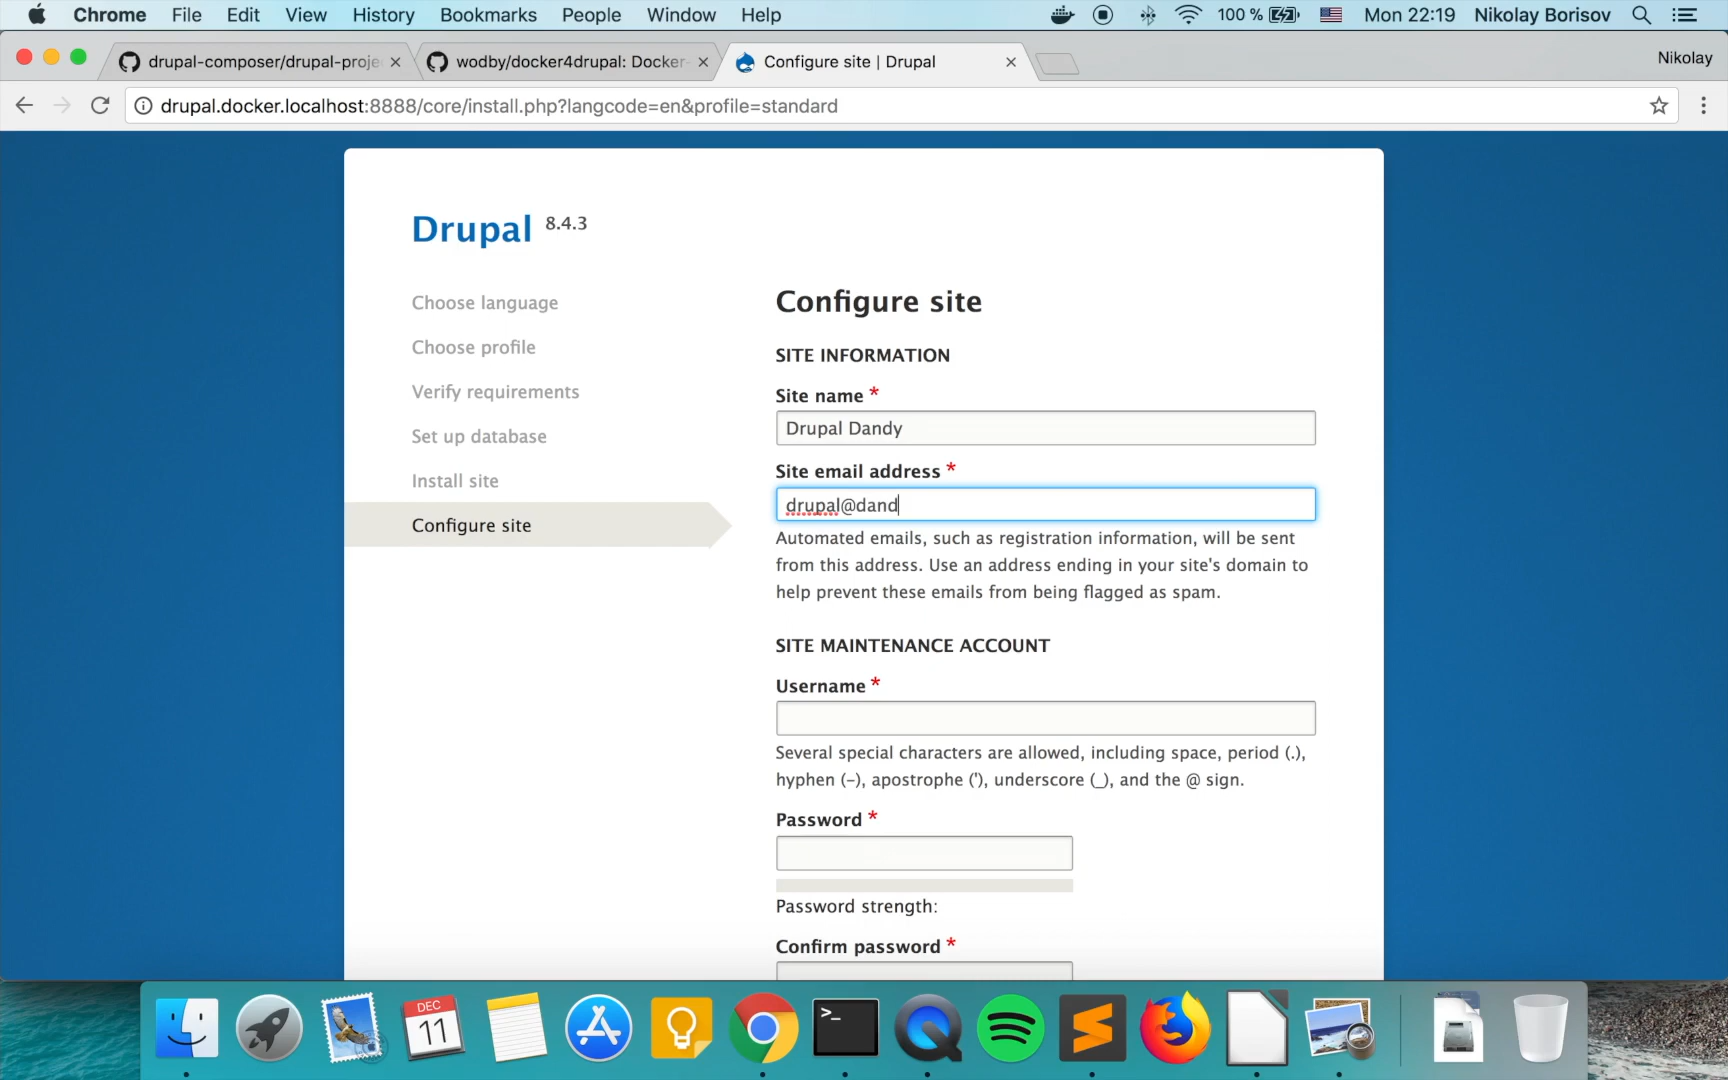 Chrome File Edit View History Bookmarks People Window Help 100 % Mon 22:19 Nikolay Borisov
drupal-composer/drupal-proje wodby/docker4drupal: Docker- Configure site | Drupal Nikolay
drupal.docker.localhost:8888/core/install.php?langcode=en&profile=standard
Drupal 8.4.3
Choose language
Choose profile
Verify requirements
Set up database
Install site
Configure site
Configure site
SITE INFORMATION
Site name *
Drupal Dandy
Site email address *
drupal@dand
Automated emails, such as registration information, will be sent
from this address. Use an address ending in your site's domain to
help prevent these emails from being flagged as spam.
SITE MAINTENANCE ACCOUNT
Username *
Several special characters are allowed, including space, period (.),
hyphen (-), apostrophe ('), underscore (_), and the @ sign.
Password *
Password strength:
Confirm password *
DEC
11